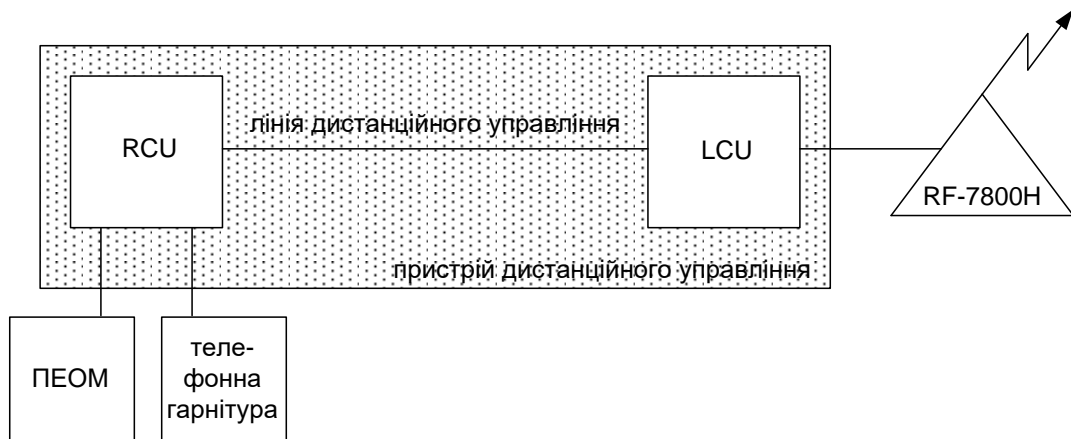 лінія дистанційного управління
RCU
LCU
RF-7800H
пристрій дистанційного управління
ПЕОМ
теле-
фонна
гарнітура